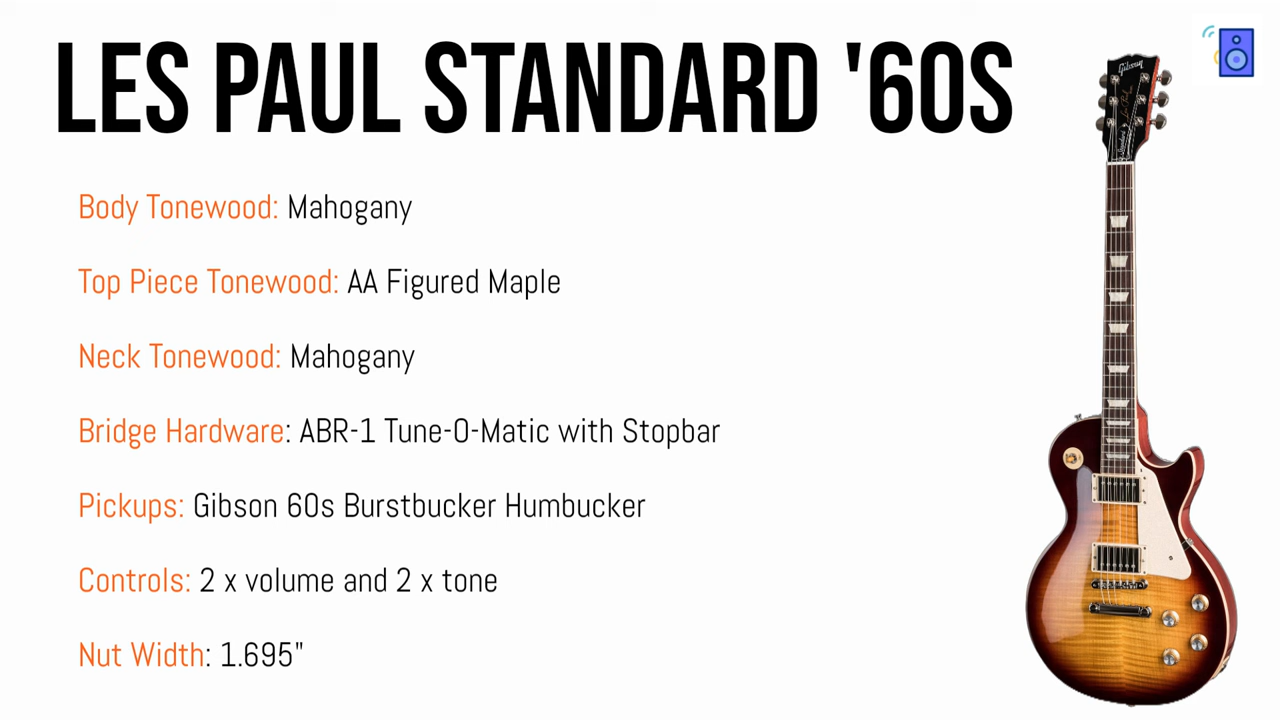 LES PAUL STANDARD '60S
Gibson
Body Tonewood: Mahogany
Top Piece Tonewood: AA Figured Maple
Neck Tonewood: Mahogany
Bridge Hardware: ABR-1 Tune-O-Matic with Stopbar
Pickups: Gibson 60s Burstbucker Humbucker
Controls: 2 x volume and 2 x tone
Nut Width: 1.695"